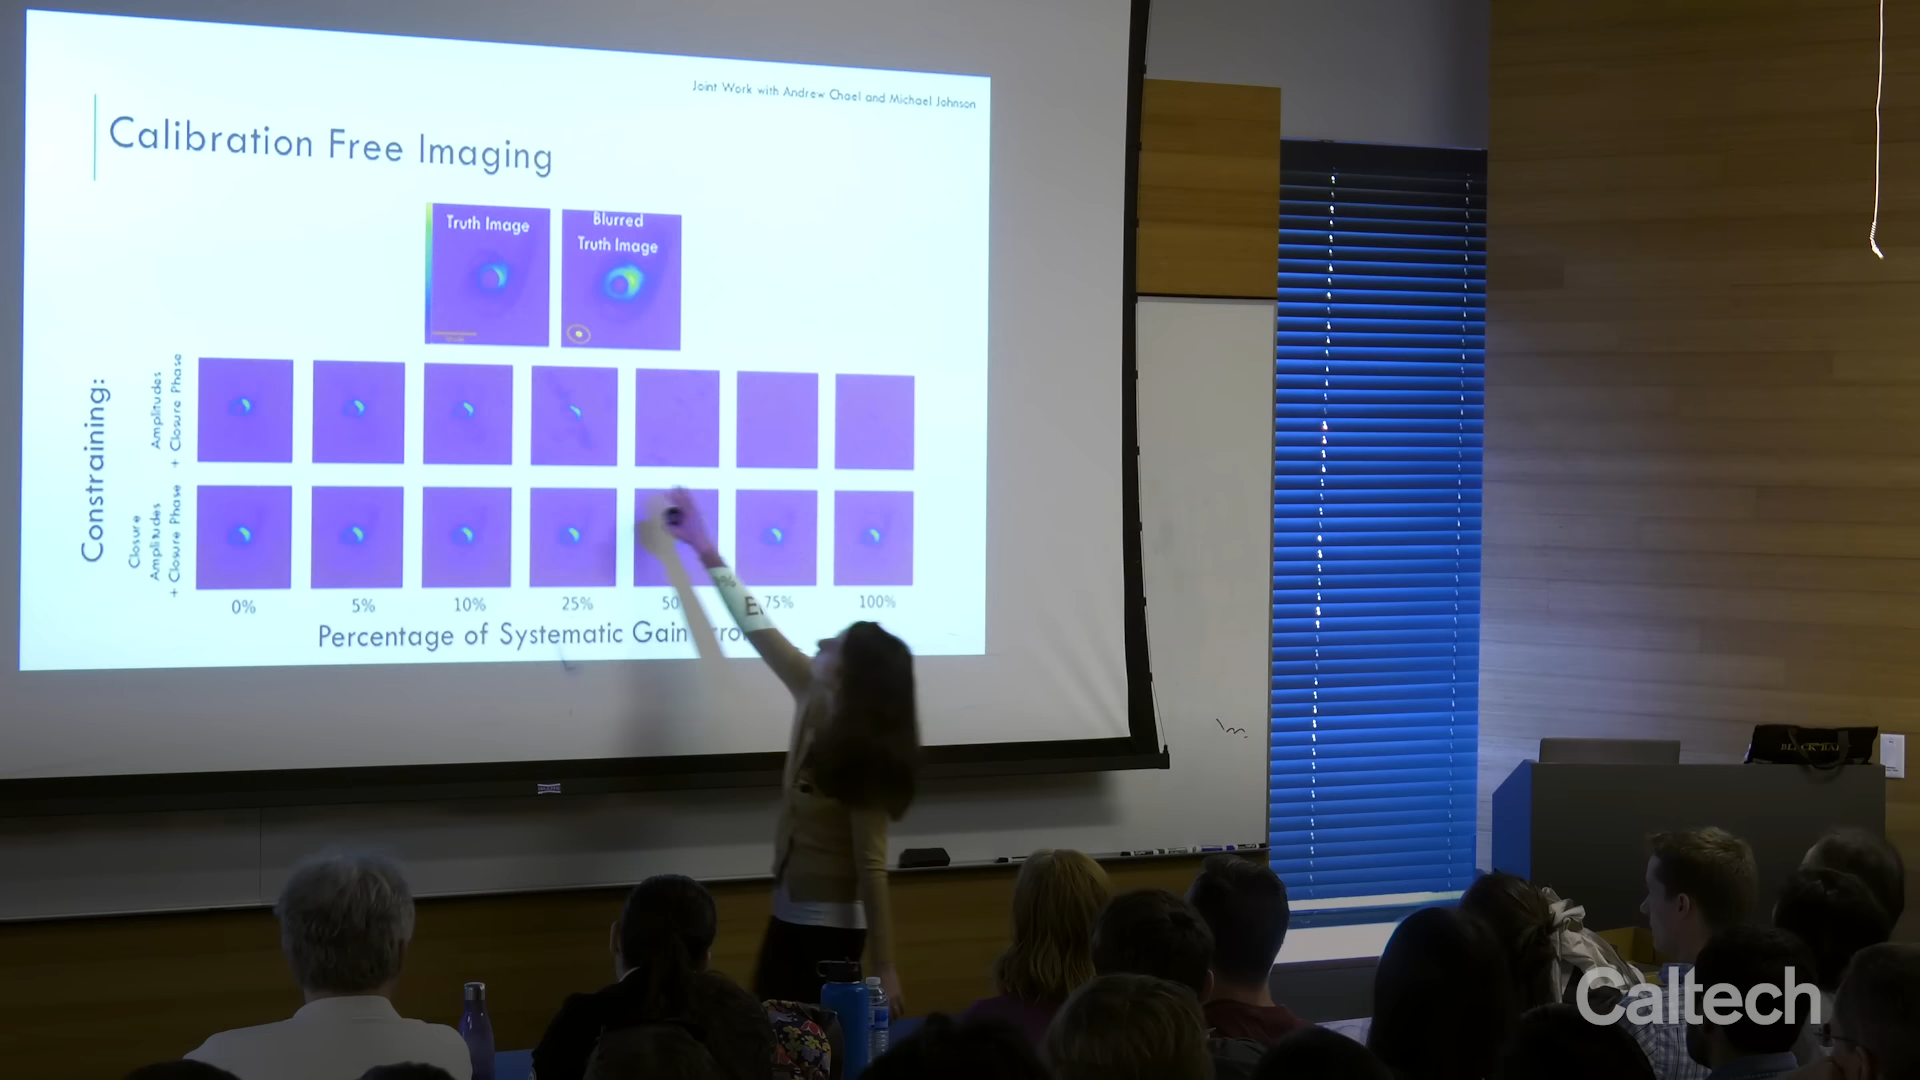 Joint Work with Andrew Chael and Michael Johnson
Calibration Free Imaging
Truth Image
Blurred
Truth Image
Constraining:
Amplitudes
+ Closure Phase
Closure
Amplitudes
+ Closure Phase
0% 5% 10% 25% 50 75% 100%
Percentage of Systematic Gain
Caltech